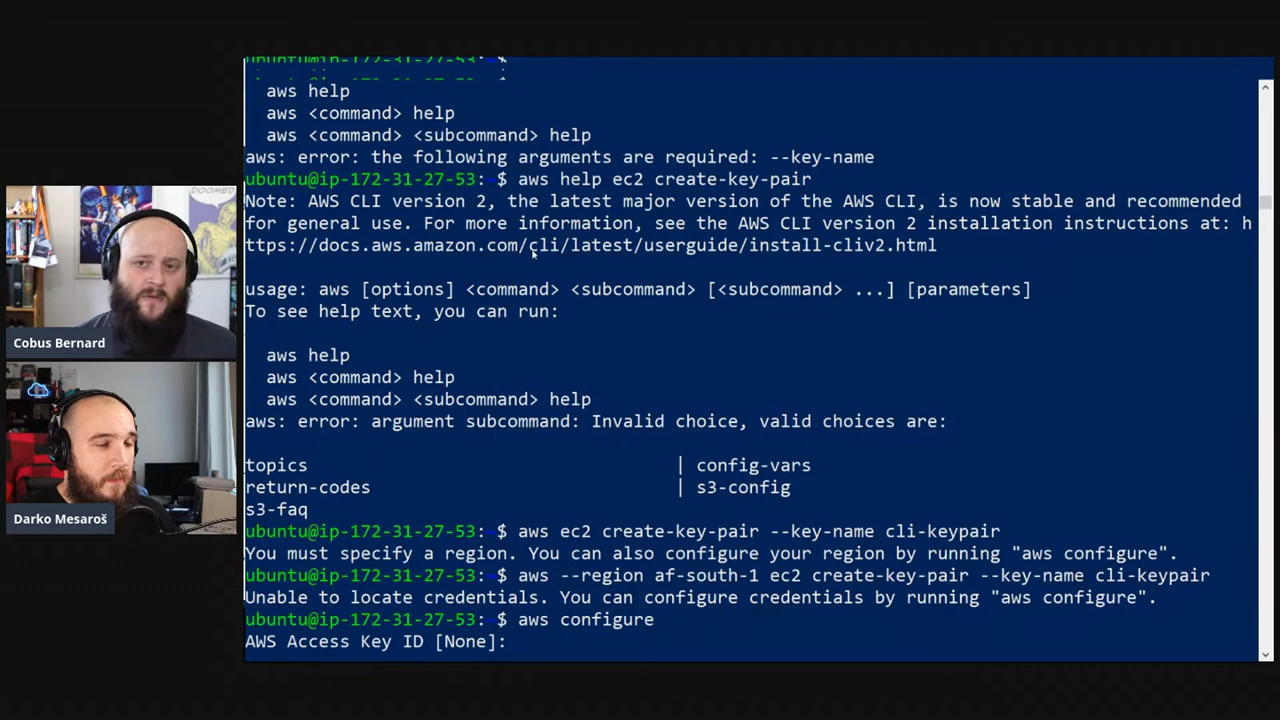 ubuntu@ip-172-31-27-53:~$
aws help
aws <command> help
aws <command> <subcommand> help
aws: error: the following arguments are required: --key-name
ubuntu@ip-172-31-27-53:~$ aws help ec2 create-key-pair
Note: AWS CLI version 2, the latest major version of the AWS CLI, is now stable and recommended
for general use. For more information, see the AWS CLI version 2 installation instructions at: h
ttps://docs.aws.amazon.com/cli/latest/userguide/install-cliv2.html
usage: aws [options] <command> <subcommand> [<subcommand> ...] [parameters]
To see help text, you can run:
aws help
aws <command> help
aws <command> <subcommand> help
aws: error: argument subcommand: Invalid choice, valid choices are:
topics | config-vars
return-codes | s3-config
s3-faq
ubuntu@ip-172-31-27-53:~$ aws ec2 create-key-pair --key-name cli-keypair
You must specify a region. You can also configure your region by running "aws configure".
ubuntu@ip-172-31-27-53:~$ aws --region af-south-1 ec2 create-key-pair --key-name cli-keypair
Unable to locate credentials. You can configure credentials by running "aws configure".
ubuntu@ip-172-31-27-53:~$ aws configure
AWS Access Key ID [None]:
DOOMED
Cobus Bernard
Darko Mesaroš